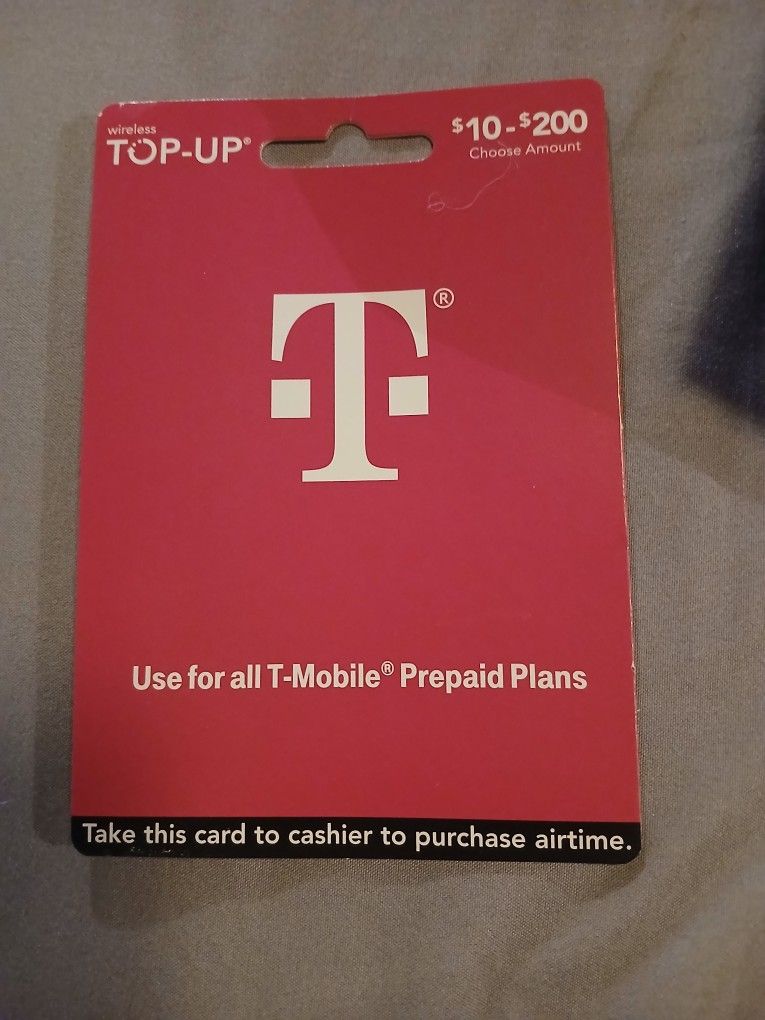 wireless
TOP-UP®
$10-$200
Choose Amount
T®
Use for all T-Mobile® Prepaid Plans
Take this card to cashier to purchase airtime.